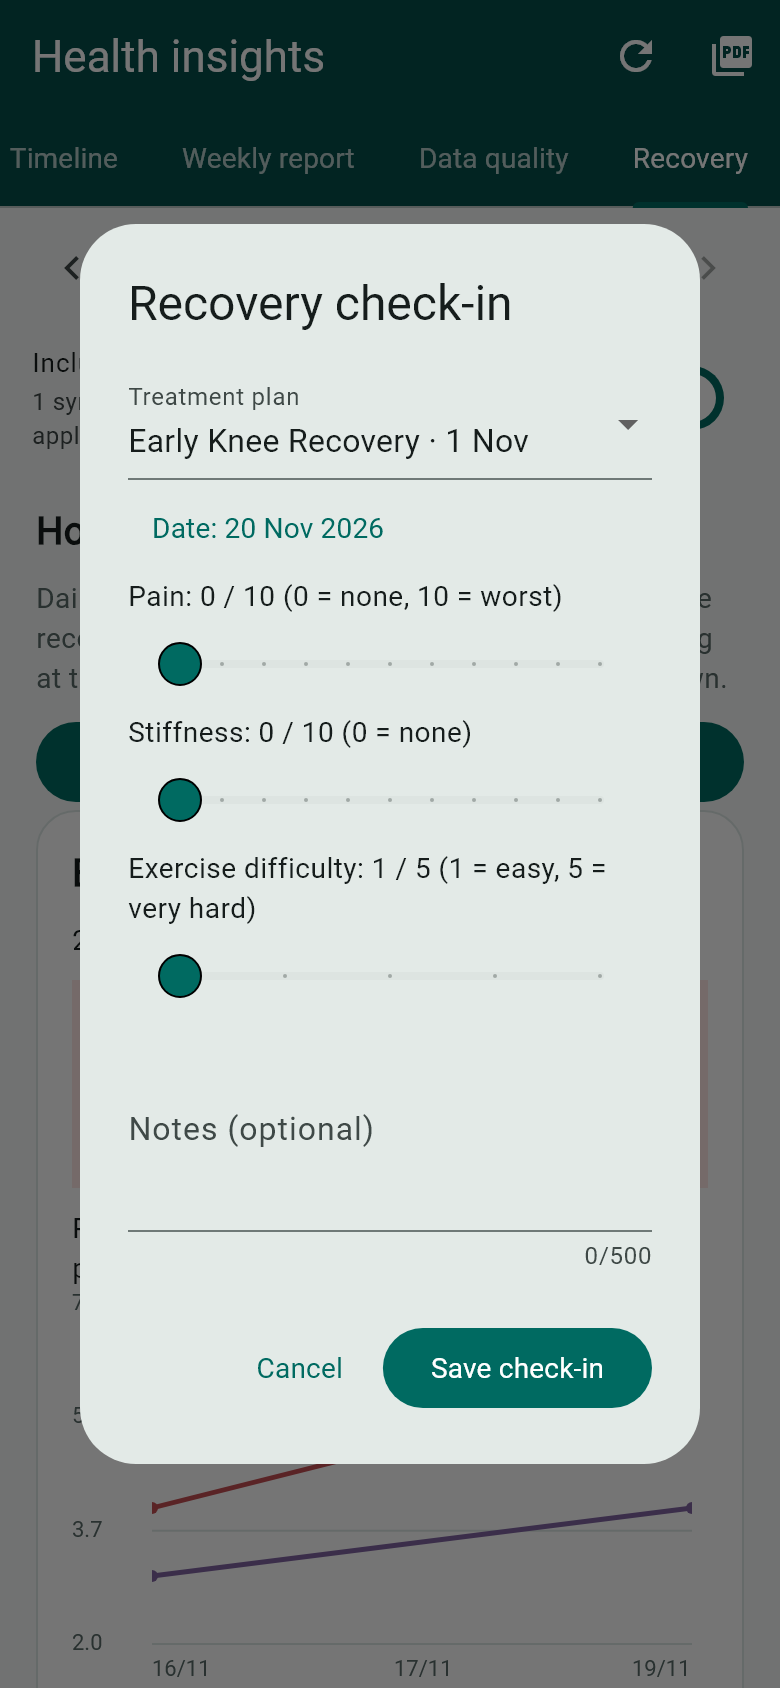 Health insights
PDF
Timeline
Weekly report
Data quality
Recovery
1
at
Recovery check-in
Treatment plan
Early Knee Recovery · 1 Nov
Date: 20 Nov 2026
Pain: 0 / 10 (0 = none, 10 = worst)
Stiffness: 0 / 10 (0 = none)
Exercise difficulty: 1 / 5 (1 = easy, 5 =
very hard)
Notes (optional)
0/500
Cancel
Save check-in
3.7
2.0
16/11
17/11
19/11